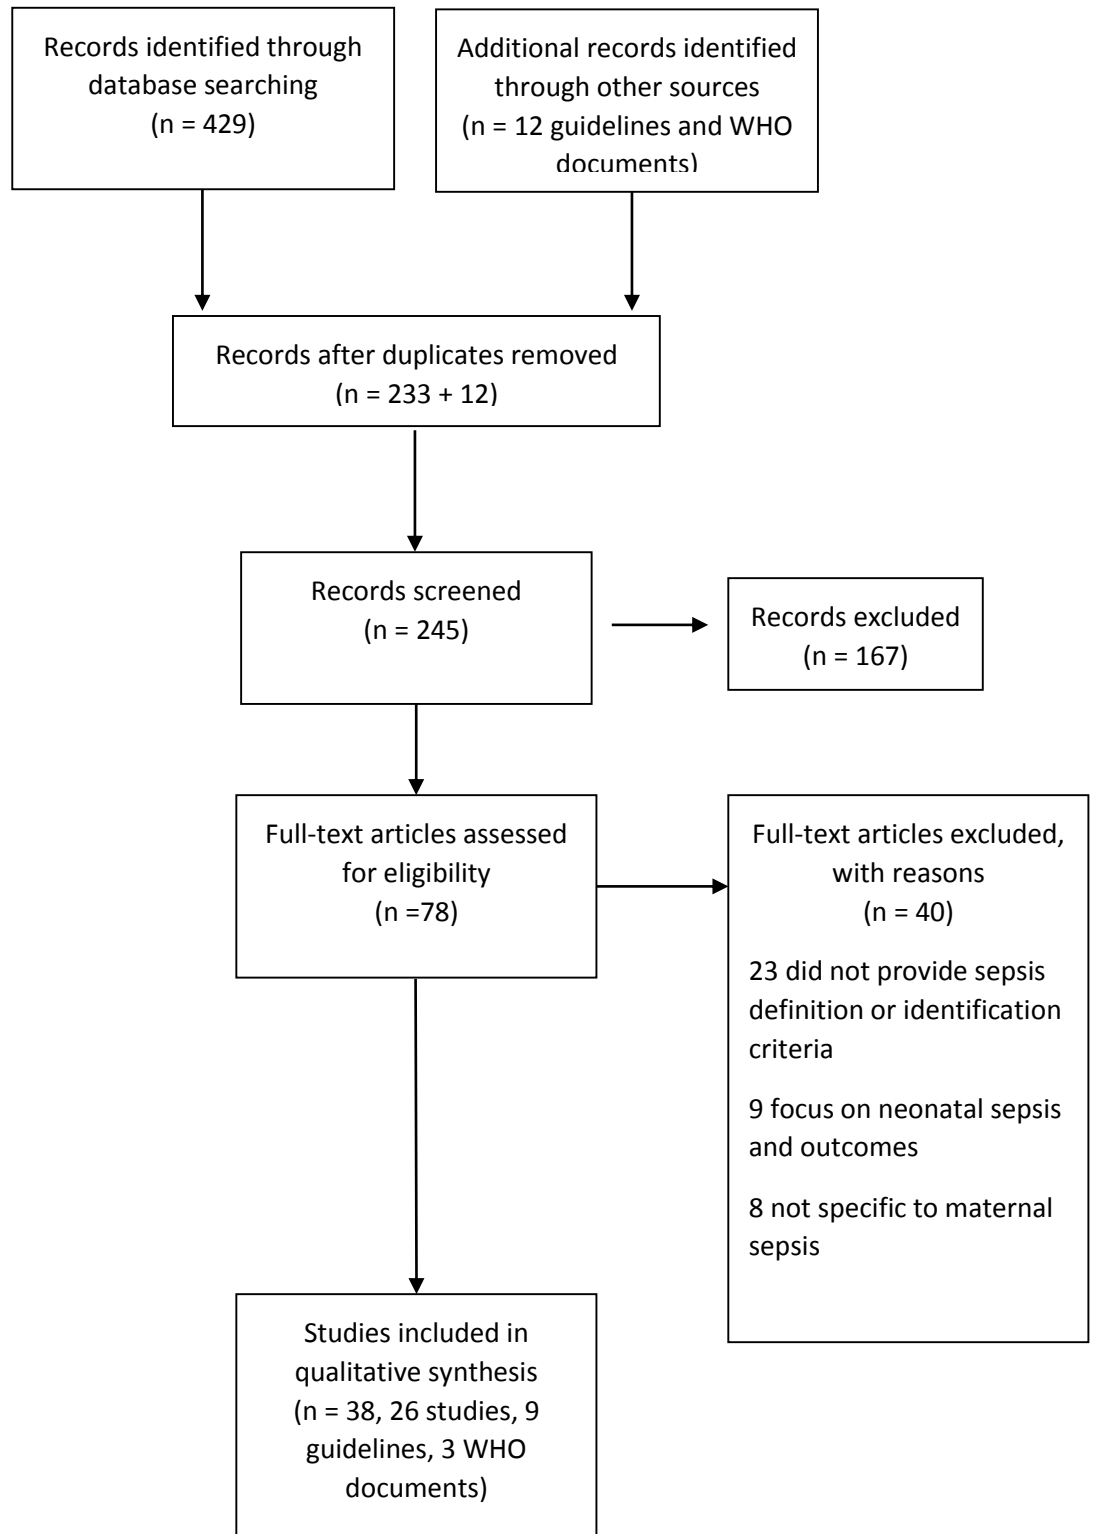 Records identified through
database searching
(n = 429)
Additional records identified
through other sources
(n = 12 guidelines and WHO
documents)
Records after duplicates removed
(n = 233 + 12)
Records screened
(n = 245)
Records excluded
(n = 167)
Full-text articles assessed
for eligibility
(n =78)
Full-text articles excluded,
with reasons
(n = 40)
23 did not provide sepsis
definition or identification
criteria
9 focus on neonatal sepsis
and outcomes
8 not specific to maternal
sepsis
Studies included in
qualitative synthesis
(n = 38, 26 studies, 9
guidelines, 3 WHO
documents)